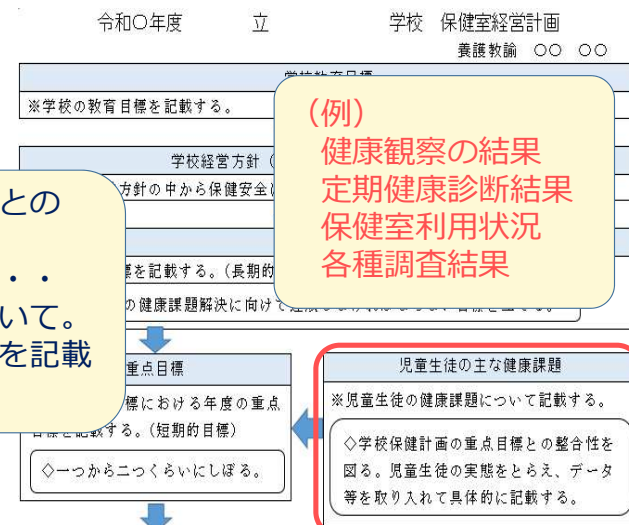 令和〇年度 立 学校 保健室経営計画
養護教諭 〇〇 〇〇
※学校の教育目標を記載する。
学校経営方針（
方針の中から保健安全に
（例）
健康観察の結果
定期健康診断結果
保健室利用状況
各種調査結果
との
・・
いて。
を記載
を記載する。(長期的
の健康課題解決に向けて
重点目標
標における年度の重点
を記載する。(短期的目標)
◇一つから二つくらいにしぼる。
児童生徒の主な健康課題
※児童生徒の健康課題について記載する。
◇学校保健計画の重点目標との整合性を
図る。児童生徒の実態をとらえ、データ
等を取り入れて具体的に記載する。